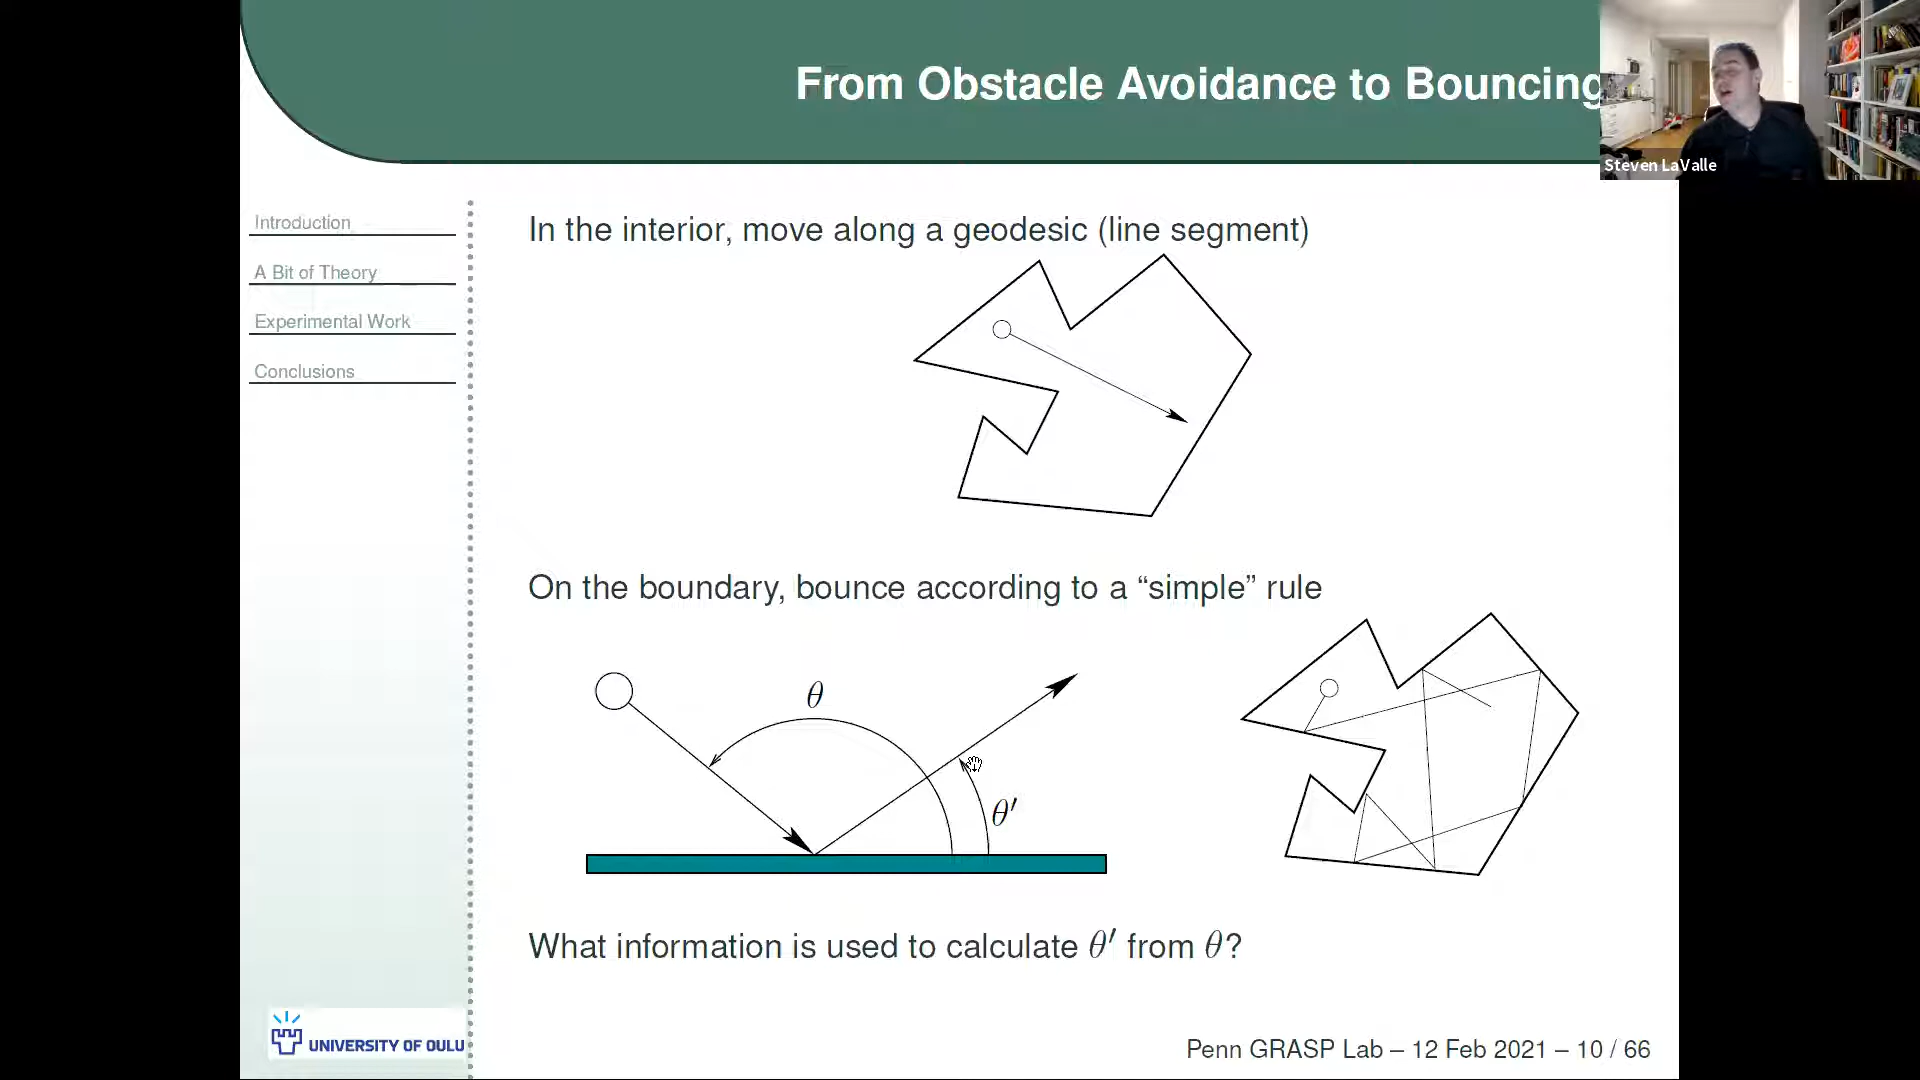 From Obstacle Avoidance to Bouncing
Steven LaValle
Introduction
A Bit of Theory
Experimental Work
Conclusions
In the interior, move along a geodesic (line segment)
On the boundary, bounce according to a “simple” rule
θ
θ′
What information is used to calculate θ′ from θ?
UNIVERSITY OF OULU
Penn GRASP Lab – 12 Feb 2021 – 10 / 66